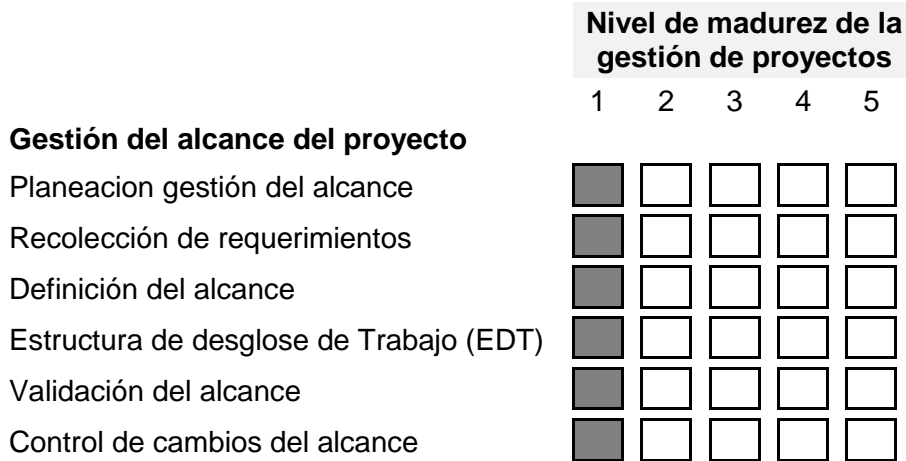 Nivel de madurez de la
gestión de proyectos
1 2 3 4 5
Gestión del alcance del proyecto
Planeacion gestión del alcance
Recolección de requerimientos
Definición del alcance
Estructura de desglose de Trabajo (EDT)
Validación del alcance
Control de cambios del alcance